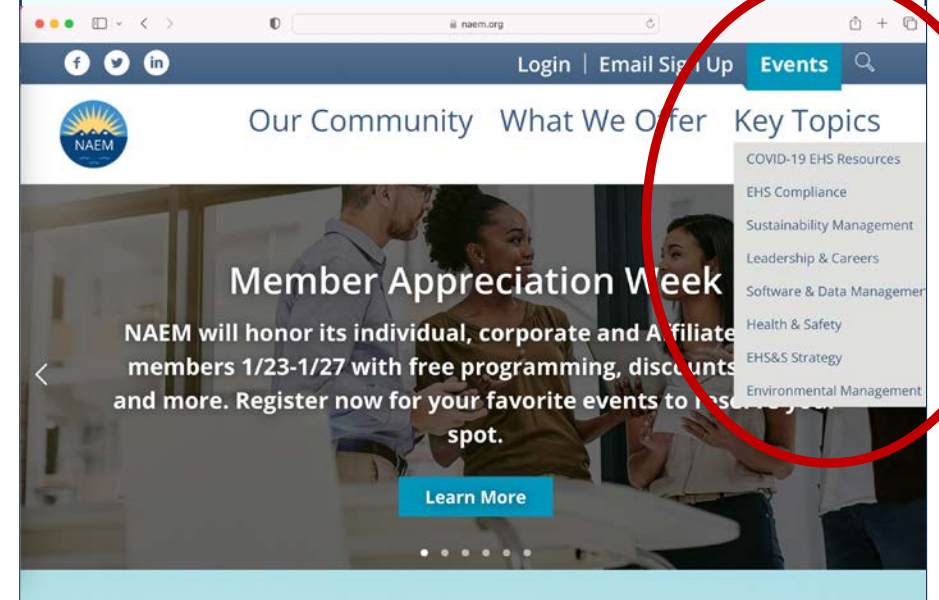 naem.org
Login | Email Sign Up Events
NAEM
Our Community What We Offer Key Topics
COVID-19 EHS Resources
EHS Compliance
Sustainability Management
Leadership & Careers
Software & Data Managemen
Health & Safety
EHS&S Strategy
Environmental Management
Member Appreciation Week
NAEM will honor its individual, corporate and Affiliate
members 1/23-1/27 with free programming, discounts
and more. Register now for your favorite events to reserve your
spot.
Learn More